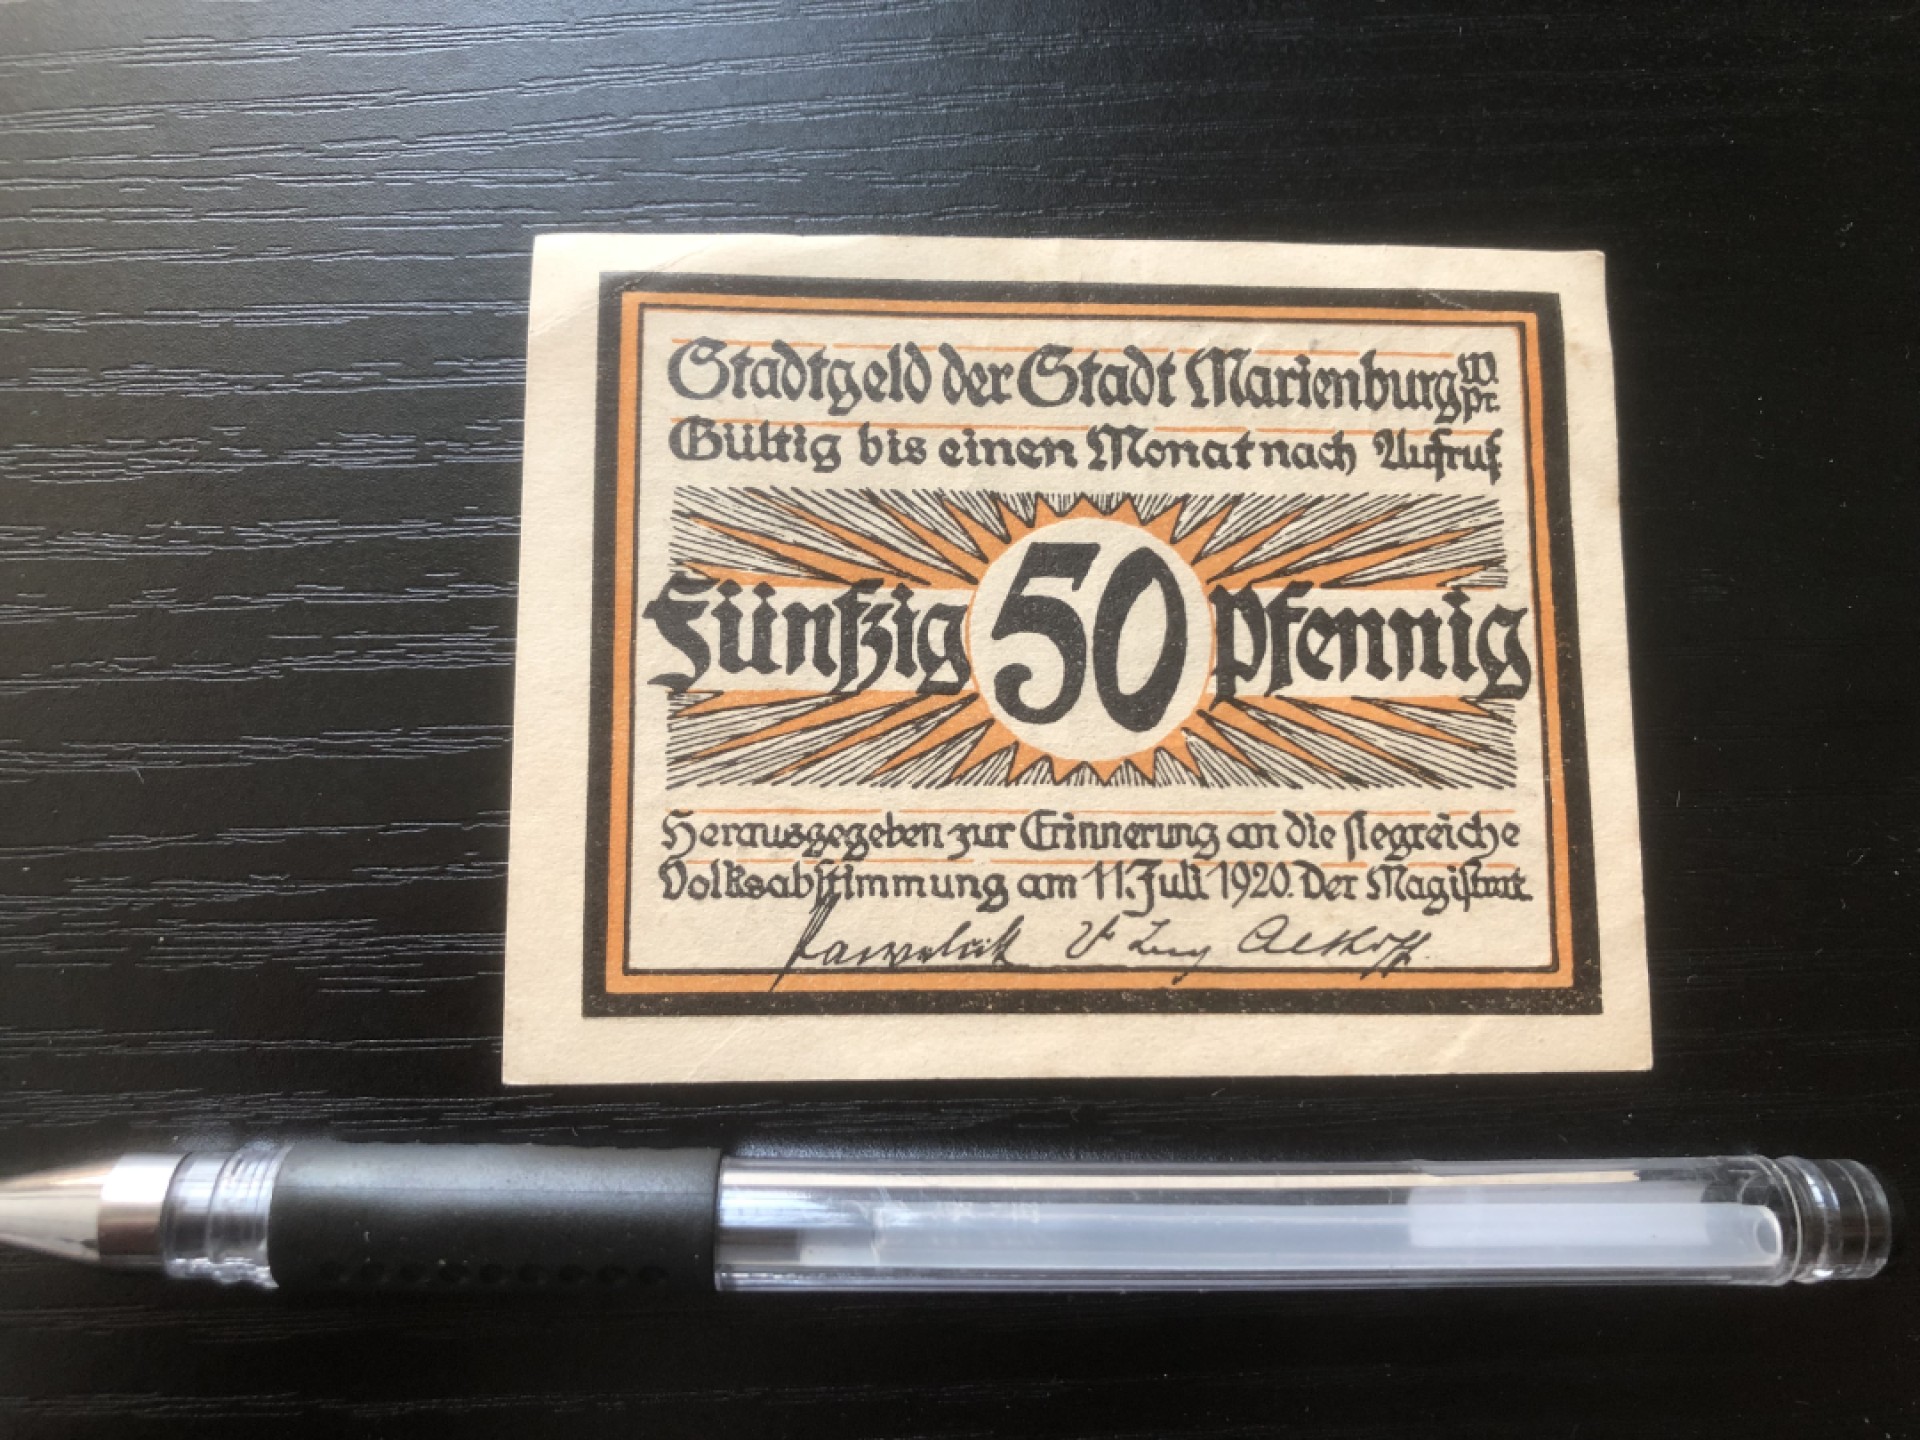 Stadtgeld der Stadt Marienburg W. Pr.
Gültig bis einen Monat nach Aufruf
Fünfzig 50 Pfennig
Herausgegeben zur Erinnerung an die siegreiche
Volksabstimmung am 11. Juli 1920. Der Magistrat.